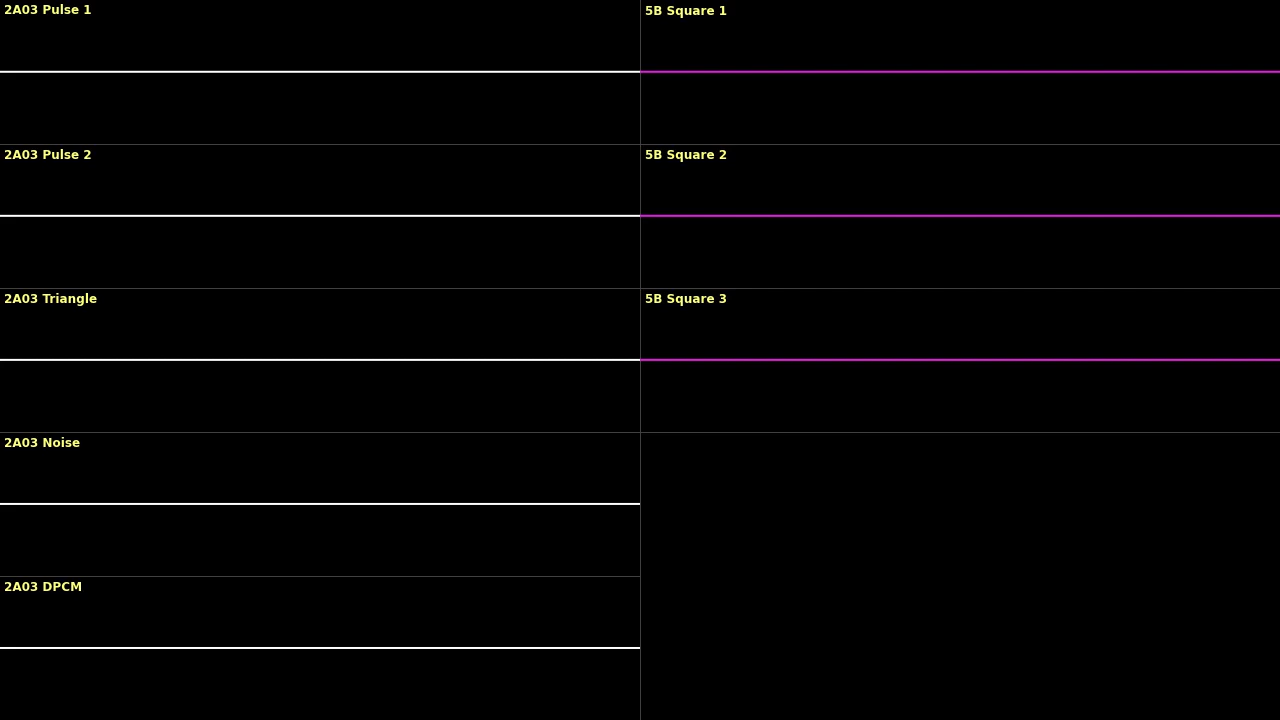 2A03 Pulse 1
2A03 Pulse 2
2A03 Triangle
2A03 Noise
2A03 DPCM
5B Square 1
5B Square 2
5B Square 3